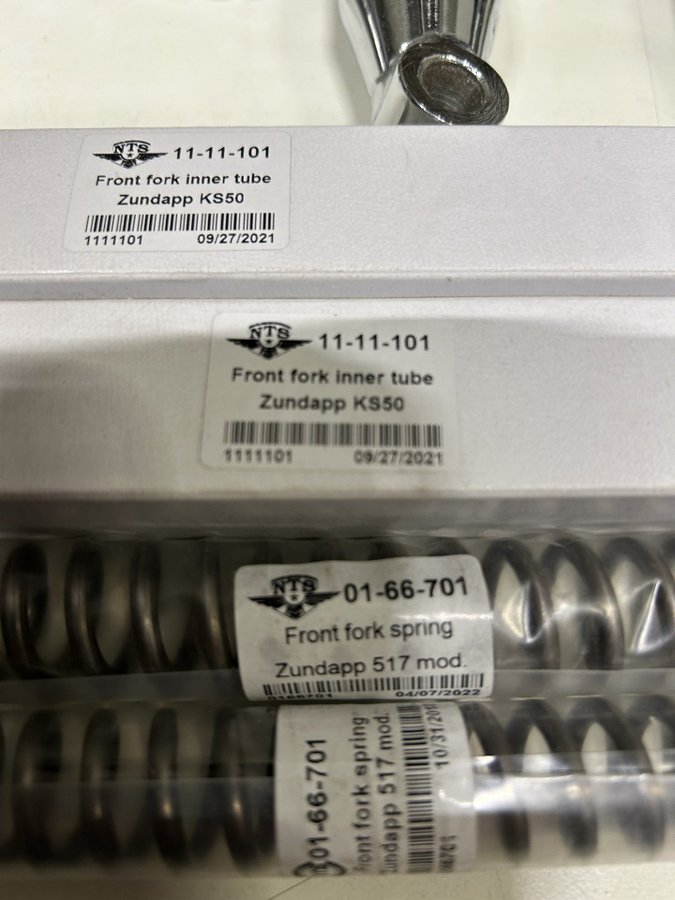 NTS 11-11-101
Front fork inner tube
Zundapp KS50
1111101 09/27/2021
NTS 11-11-101
Front fork inner tube
Zundapp KS50
1111101 09/27/2021
NTS 01-66-701
Front fork spring
Zundapp 517 mod.
0166701 04/07/2022
01-66-701
Front fork spring
Zundapp 517 mod.